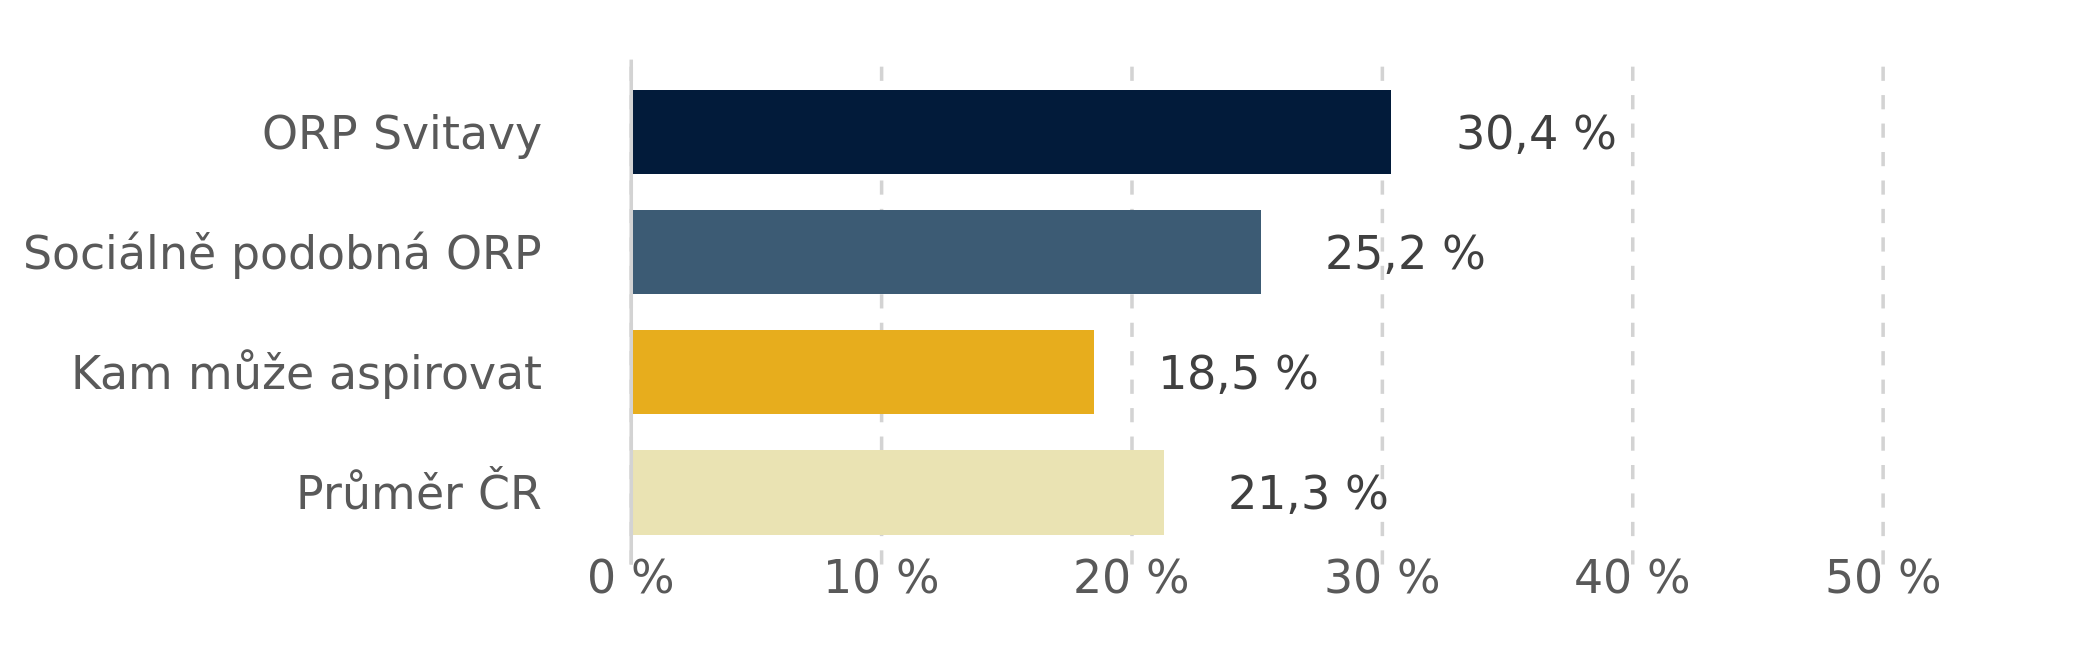 ORP Svitavy 30,4 %
Sociálně podobná ORP 25,2 %
Kam může aspirovat 18,5 %
Průměr ČR 21,3 %
0 % 10 % 20 % 30 % 40 % 50 %